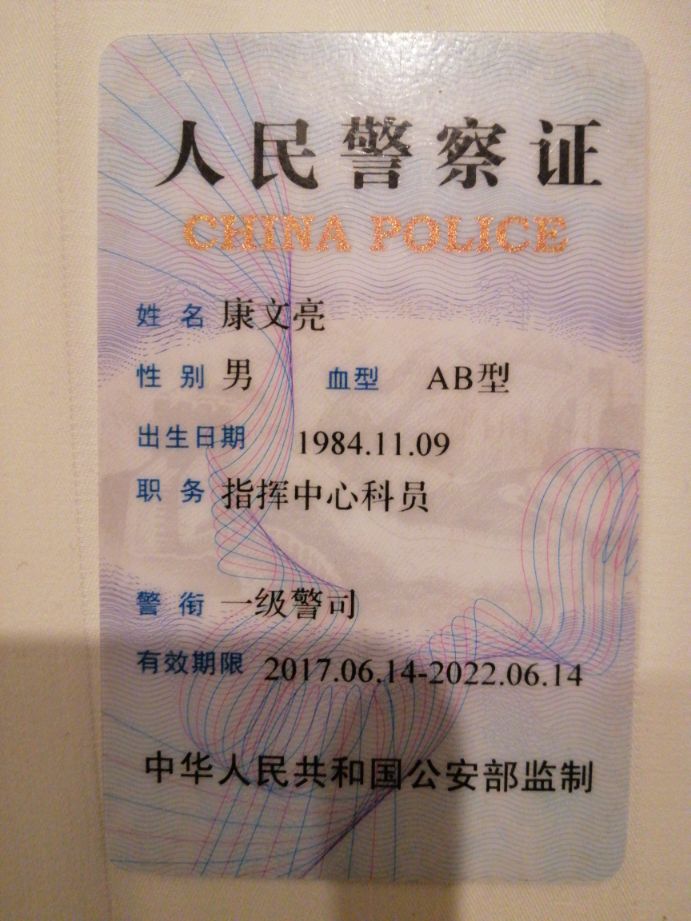 人民警察证
CHINA POLICE
姓名 康文亮
性别 男 血型 AB型
出生日期 1984.11.09
职务 指挥中心科员
警衔 一级警司
有效期限 2017.06.14-2022.06.14
中华人民共和国公安部监制